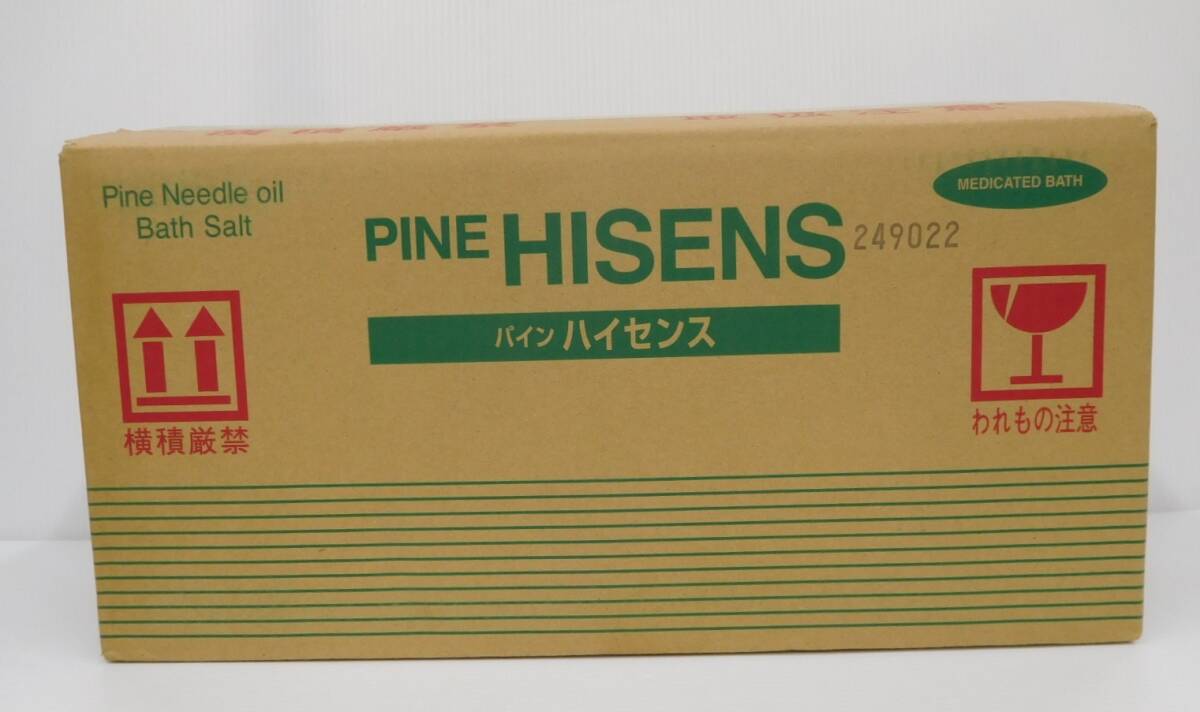 Pine Needle oil
Bath Salt
MEDICATED BATH
PINE HISENS
249022
パイン ハイセンス
横積厳禁
われもの注意